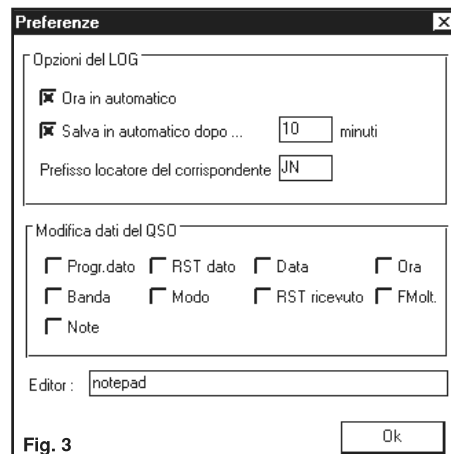 Preferenze
Opzioni del LOG
Ora in automatico
Salva in automatico dopo ... 10 minuti
Prefisso locatore del corrispondente JN
Modifica dati del QSO
Progr.dato RST dato Data Ora
Banda Modo RST ricevuto FMolt.
Note
Editor : notepad
Ok
Fig. 3